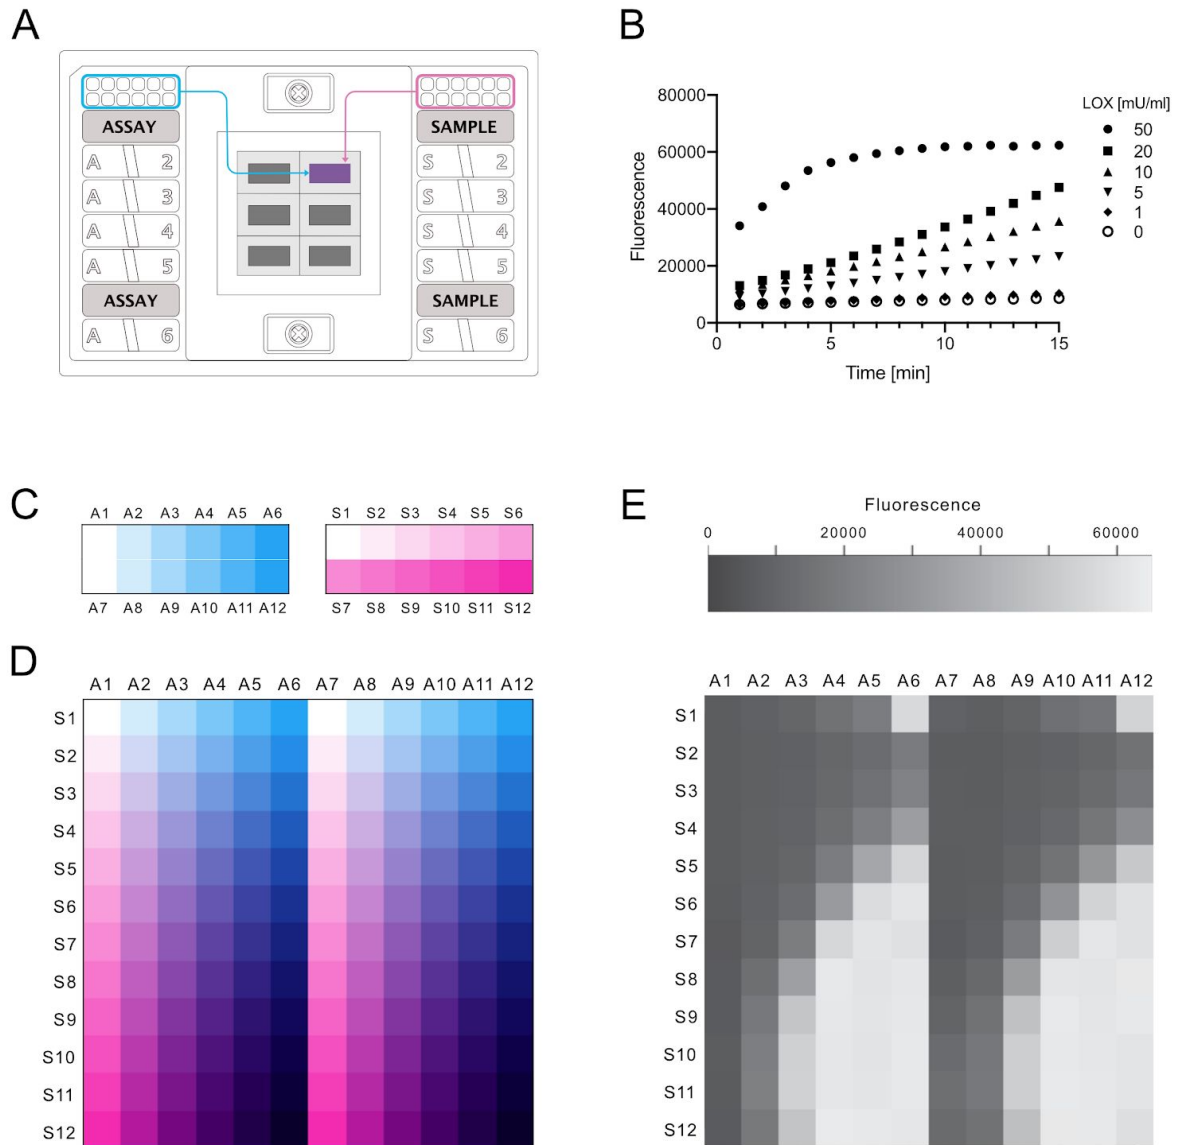 A
ASSAY
A 2
A 3
A 4
A 5
ASSAY
A 6
SAMPLE
S 2
S 3
S 4
S 5
SAMPLE
S 6
B
Fluorescence
80000
60000
40000
20000
0
0 5 10 15
Time [min]
LOX [mU/ml]
50
20
10
5
1
0
C
A1 A2 A3 A4 A5 A6
A7 A8 A9 A10 A11 A12
S1 S2 S3 S4 S5 S6
S7 S8 S9 S10 S11 S12
D
A1 A2 A3 A4 A5 A6 A7 A8 A9 A10 A11 A12
S1
S2
S3
S4
S5
S6
S7
S8
S9
S10
S11
S12
E
Fluorescence
0 20000 40000 60000
A1 A2 A3 A4 A5 A6 A7 A8 A9 A10 A11 A12
S1
S2
S3
S4
S5
S6
S7
S8
S9
S10
S11
S12